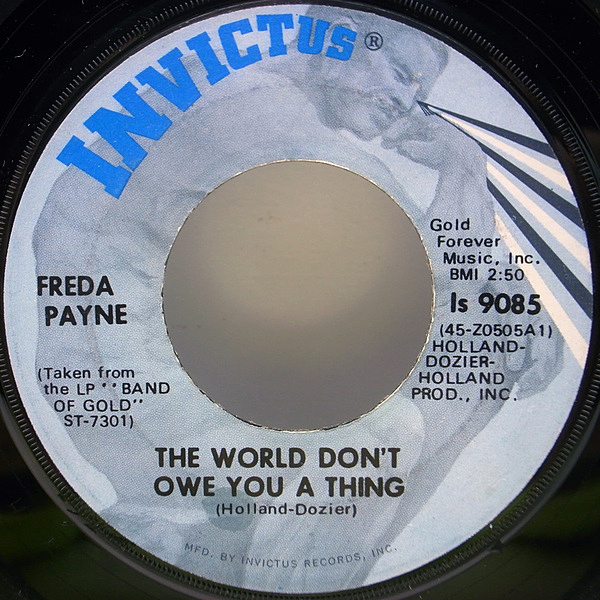 INVICTUS®
Gold
Forever
Music, Inc.
BMI 2:50
Is 9085
(45-Z0505A1)
HOLLAND-
DOZIER-
HOLLAND
PROD., INC.
FREDA
PAYNE
(Taken from
the LP "BAND
OF GOLD"
ST-7301)
THE WORLD DON'T
OWE YOU A THING
(Holland-Dozier)
MFD. BY INVICTUS RECORDS, INC.